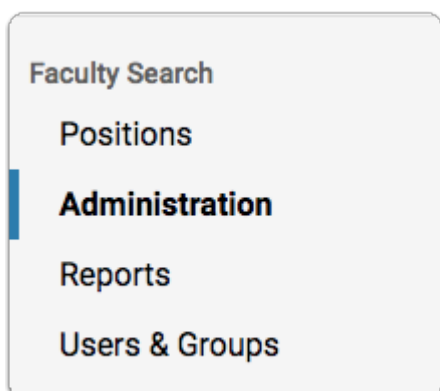 Faculty Search
Positions
Administration
Reports
Users & Groups